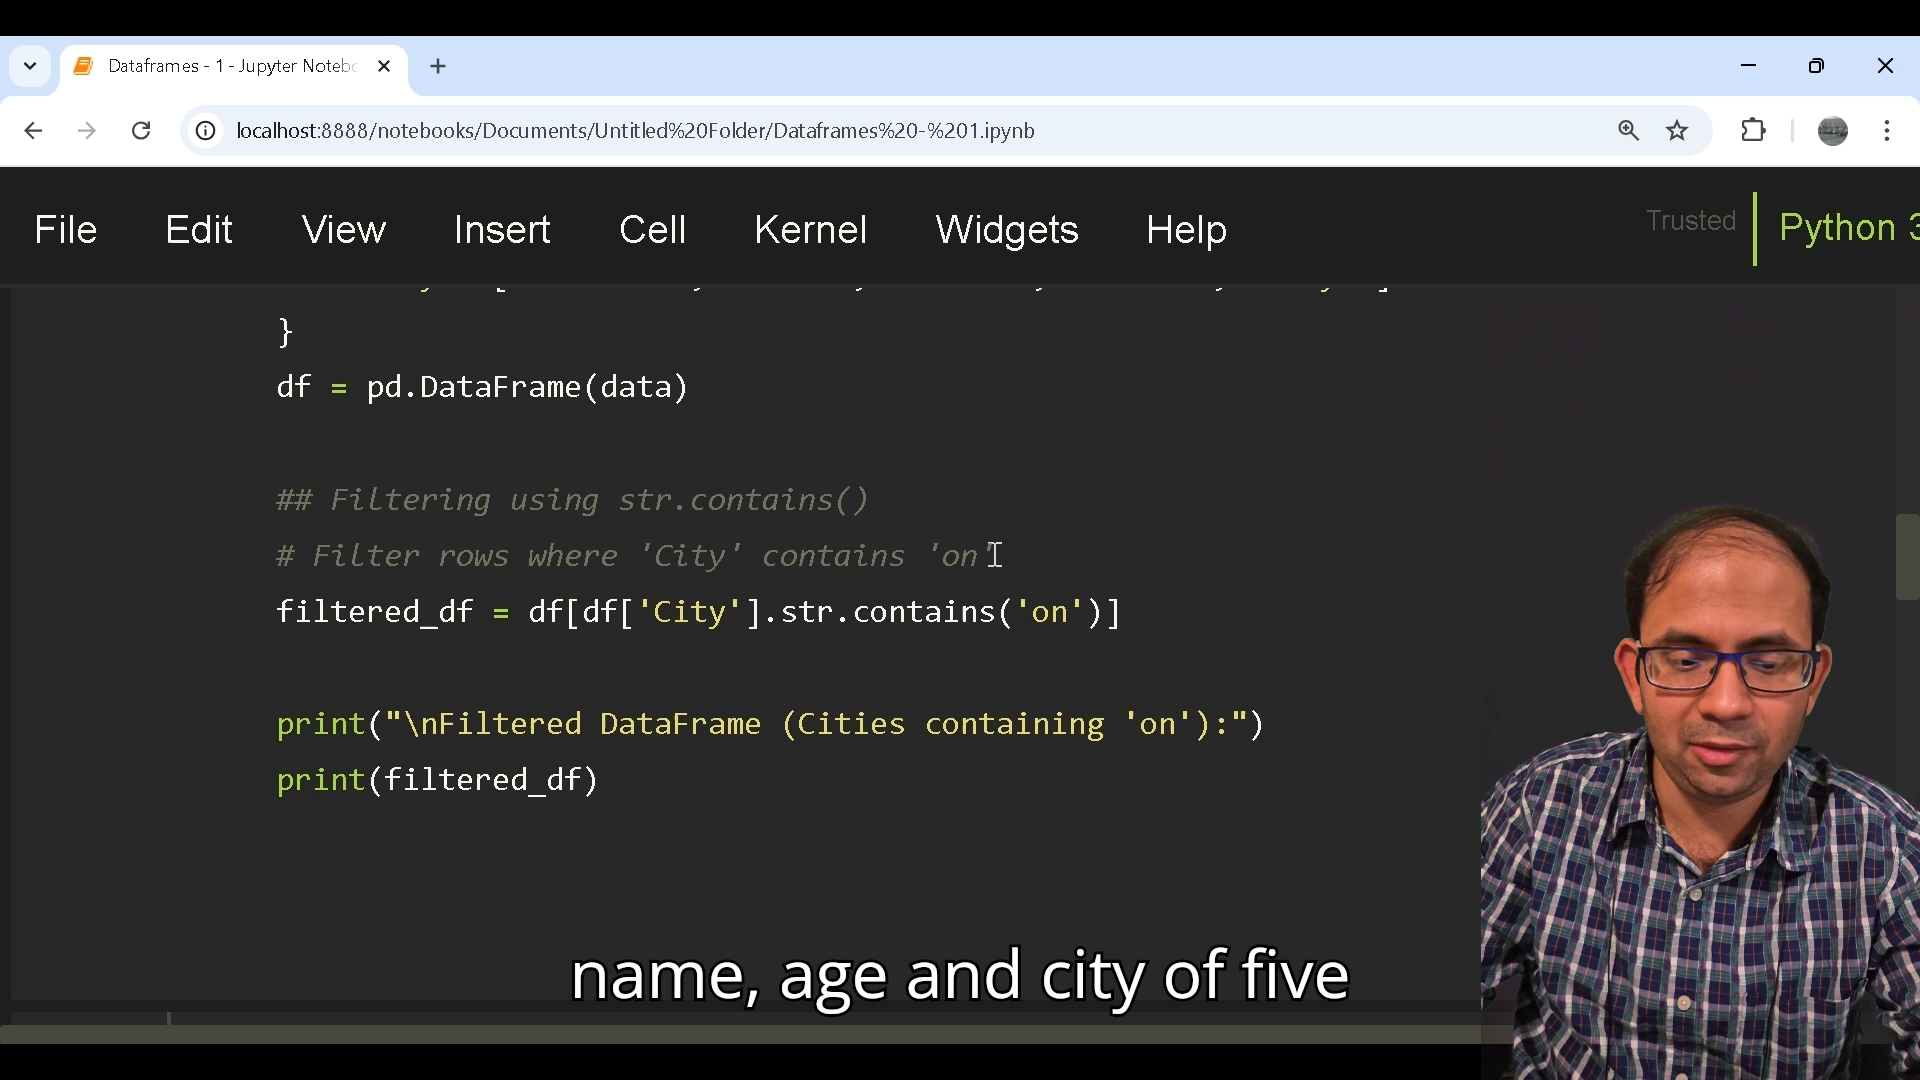 Dataframes - 1 - Jupyter Notebo
localhost:8888/notebooks/Documents/Untitled%20Folder/Dataframes%20-%201.ipynb
File Edit View Insert Cell Kernel Widgets Help Trusted Python 3
}
df = pd.DataFrame(data)
## Filtering using str.contains()
# Filter rows where 'City' contains 'on'
filtered_df = df[df['City'].str.contains('on')]
print("\nFiltered DataFrame (Cities containing 'on'):")
print(filtered_df)
name, age and city of five